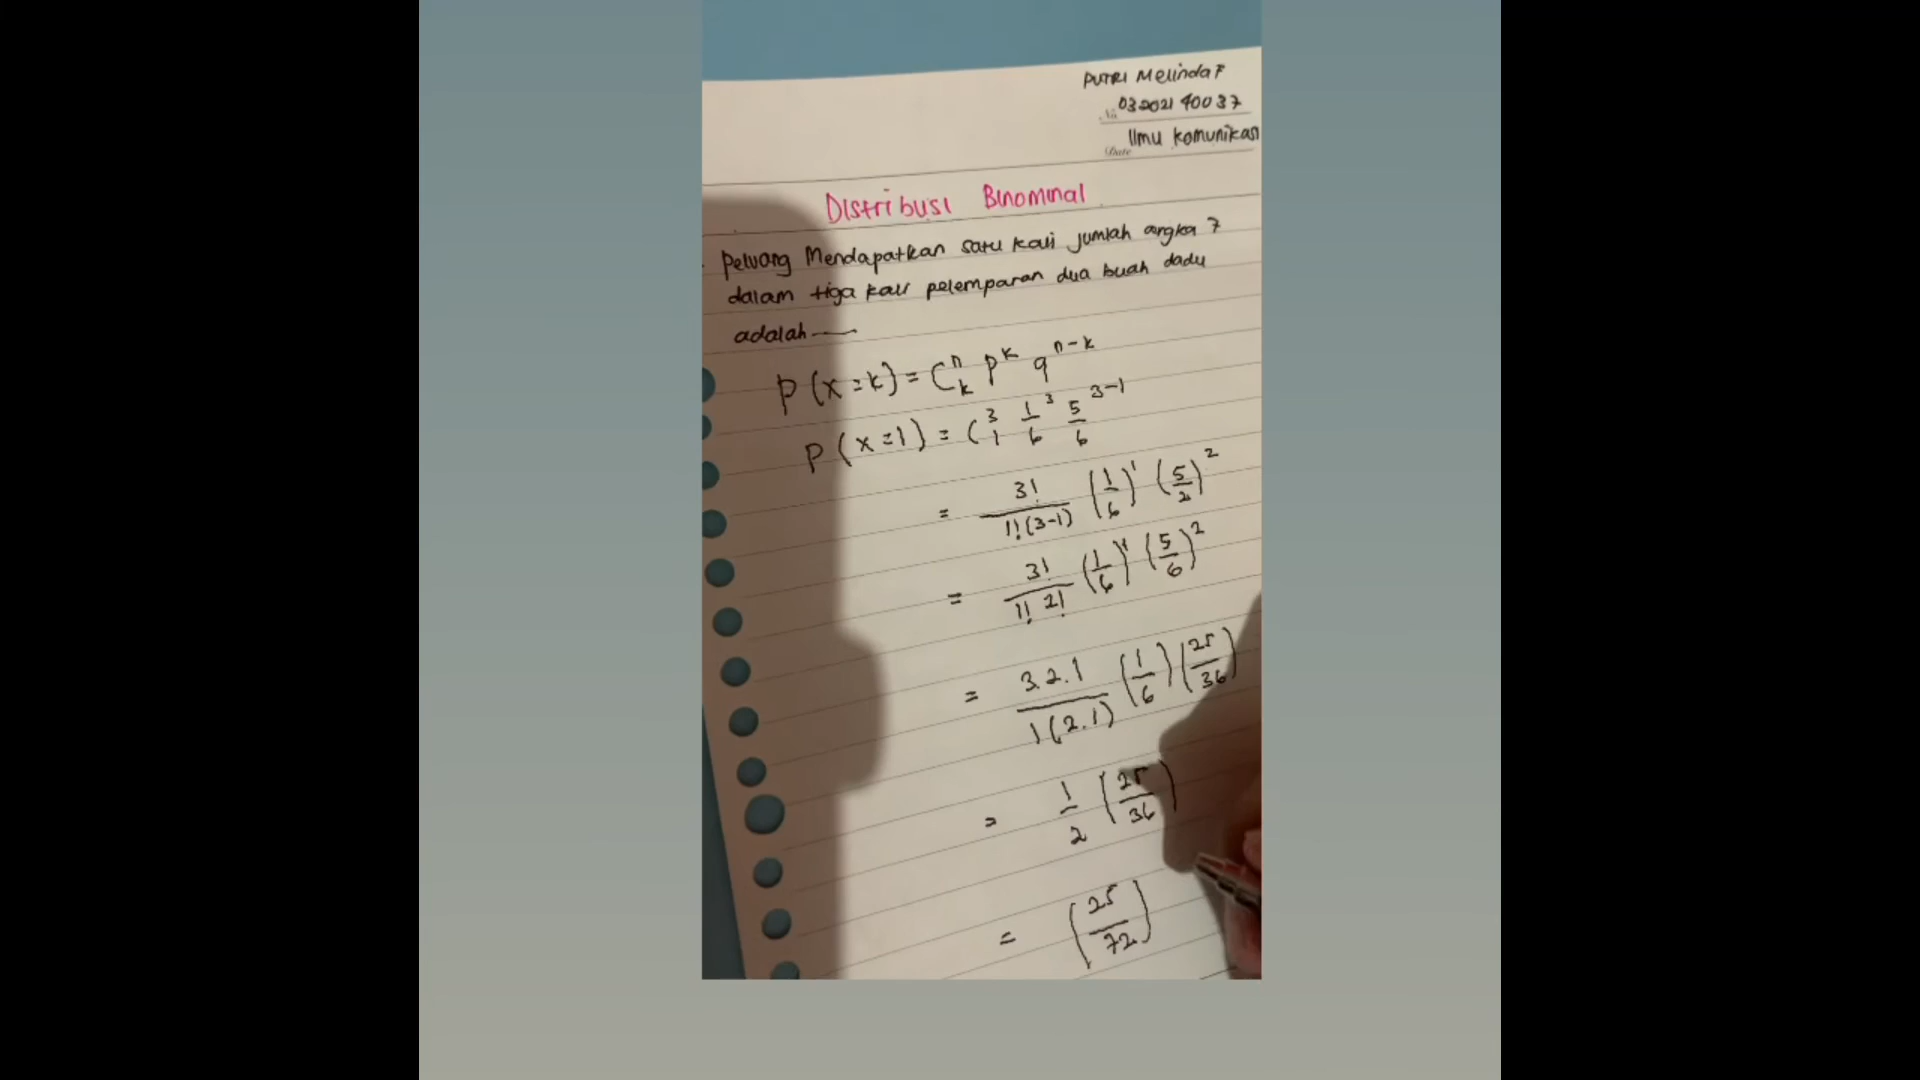 PUTRI Melinda F
No 03202140037
Date Ilmu komunikasi
Distribusi Binominal
Peluang Mendapatkan satu kali jumlah angka 7
dalam tiga kali pelemparan dua buah dadu
adalah
P (x = k) = C^n_k P^k q^{n-k}
P (x = 1) = C^3_1 1/6^3 5/6^{3-1}
= 3!/1!(3-1) (1/6)^1 (5/2)^2
= 3!/1! 2! (1/6)^1 (5/6)^2
= 3.2.1/1(2.1) (1/6) (25/36)
= 1/2 (25/36)
= (25/72)